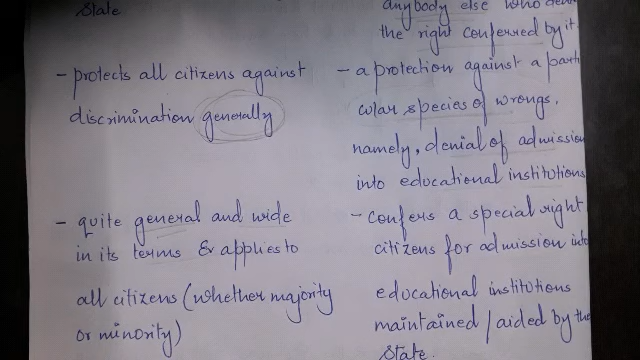 State
- protects all citizens against
discrimination generally
- quite general and wide
in its terms & applies to
all citizens (whether majority
or minority)
anybody else who
the right conferred by it.
- a protection against a parti
cular species of wrongs,
namely, denial of admission
into educational institutions
- confers a special right
citizens for admission into
educational institutions
maintained / aided by the
State.